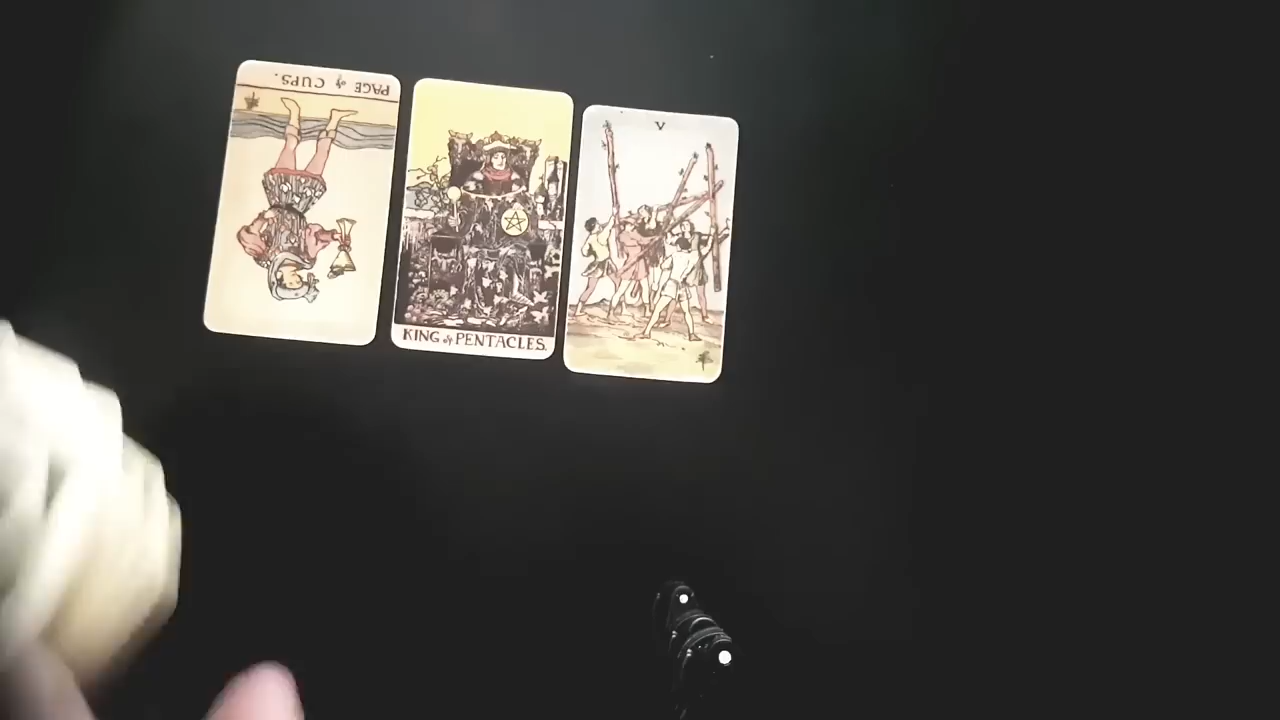 PAGE of CUPS.
KING of PENTACLES.
V